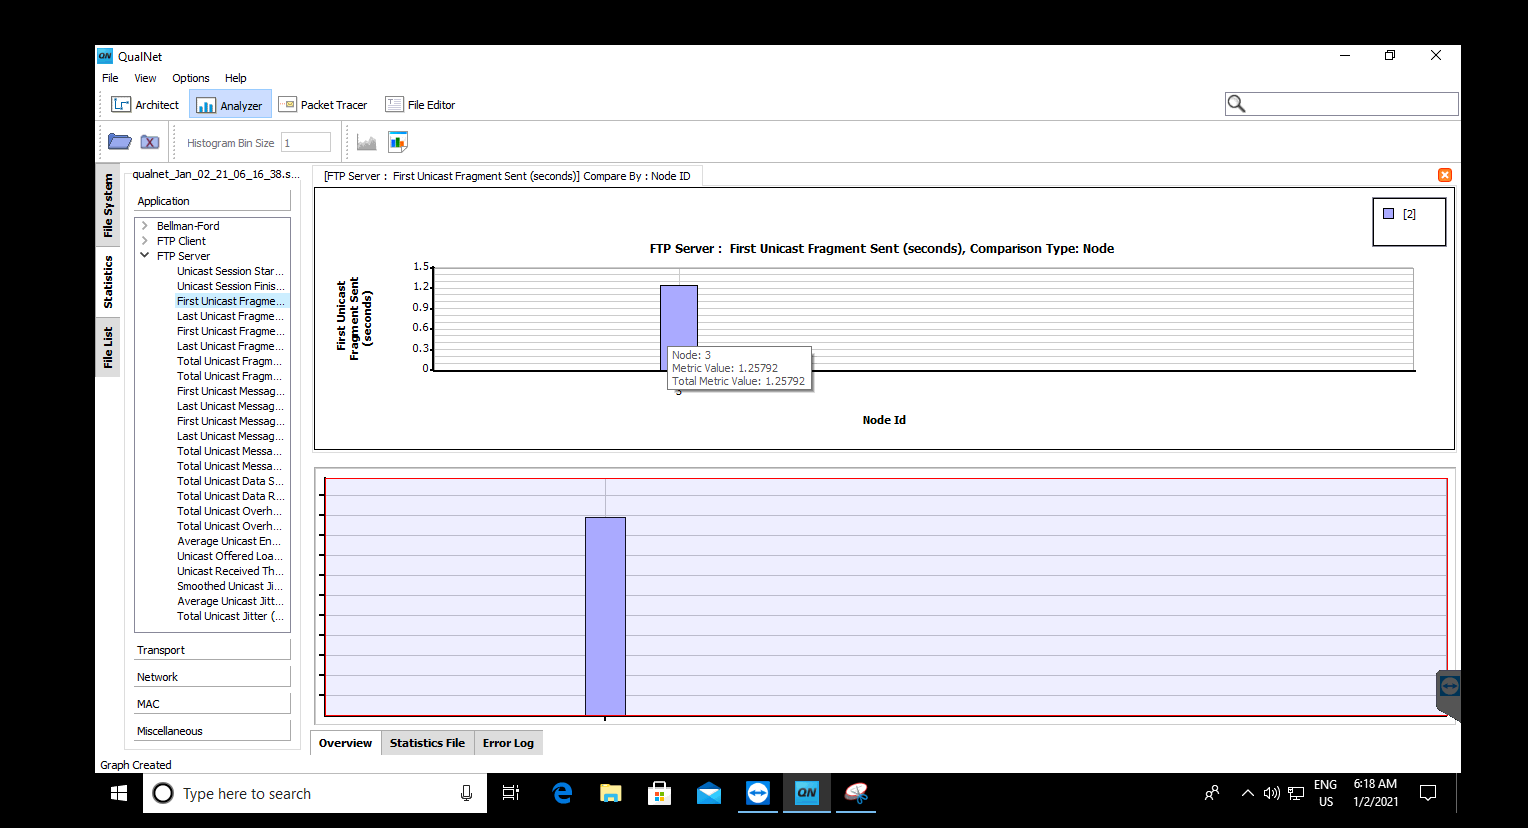 QN QualNet
File View Options Help
Architect Analyzer Packet Tracer File Editor
Histogram Bin Size 1
File System
Statistics
File List
qualnet_Jan_02_21_06_16_38.s...
Application
Bellman-Ford
FTP Client
FTP Server
Unicast Session Star...
Unicast Session Finis...
First Unicast Fragme...
Last Unicast Fragme...
First Unicast Fragme...
Last Unicast Fragme...
Total Unicast Fragm...
Total Unicast Fragm...
First Unicast Messag...
Last Unicast Messag...
First Unicast Messag...
Last Unicast Messag...
Total Unicast Messa...
Total Unicast Messa...
Total Unicast Data S...
Total Unicast Data R...
Total Unicast Overh...
Total Unicast Overh...
Average Unicast En...
Unicast Offered Loa...
Unicast Received Th...
Smoothed Unicast Ji...
Average Unicast Jitt...
Total Unicast Jitter (...
Transport
Network
MAC
Miscellaneous
[FTP Server : First Unicast Fragment Sent (seconds)] Compare By : Node ID
[2]
FTP Server : First Unicast Fragment Sent (seconds), Comparison Type: Node
First Unicast
Fragment Sent
(seconds)
1.5
1.2
0.9
0.6
0.3
0
Node: 3
Metric Value: 1.25792
Total Metric Value: 1.25792
3
Node Id
Overview Statistics File Error Log
Graph Created
Type here to search
QN
ENG
US
6:18 AM
1/2/2021